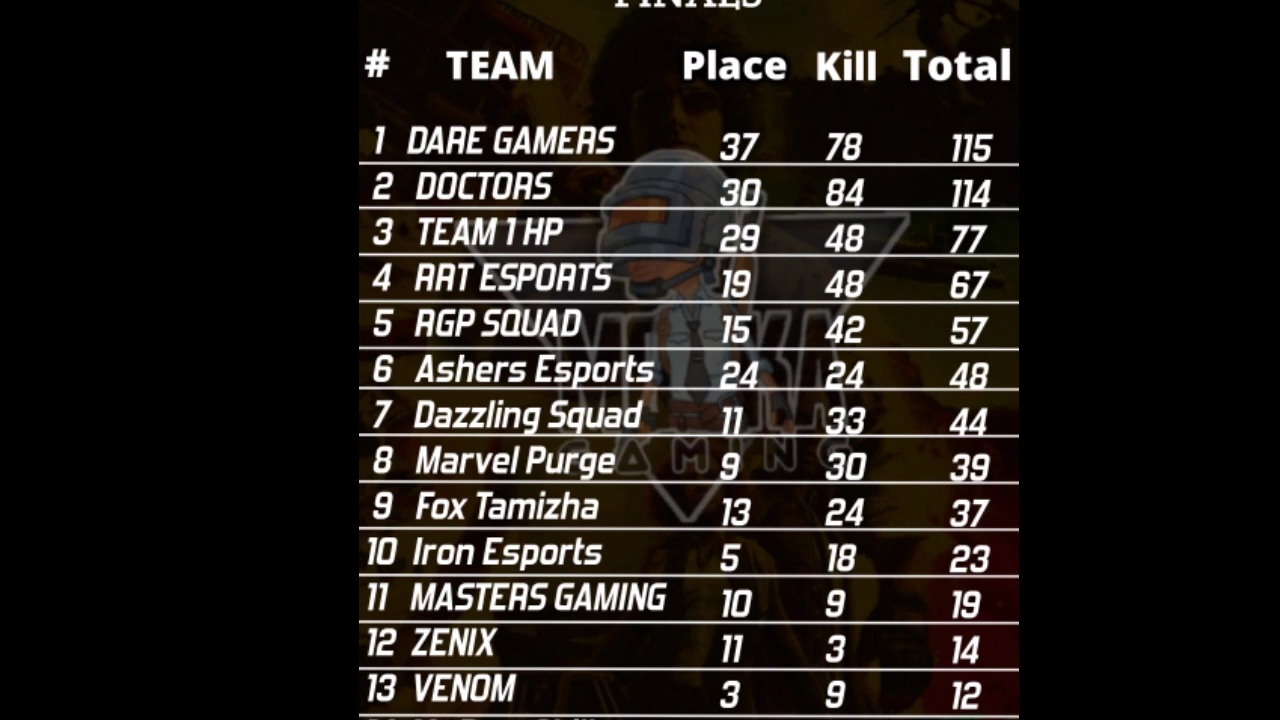 FINALS
# TEAM Place Kill Total
1 DARE GAMERS 37 78 115
2 DOCTORS 30 84 114
3 TEAM 1 HP 29 48 77
4 ART ESPORTS 19 48 67
5 AGP SQUAD 15 42 57
6 Ashers Esports 24 24 48
7 Dazzling Squad 11 33 44
8 Marvel Purge 9 30 39
9 Fox Tamizha 13 24 37
10 Iron Esports 5 18 23
11 MASTERS GAMING 10 9 19
12 ZENIX 11 3 14
13 VENOM 3 9 12
GAMING